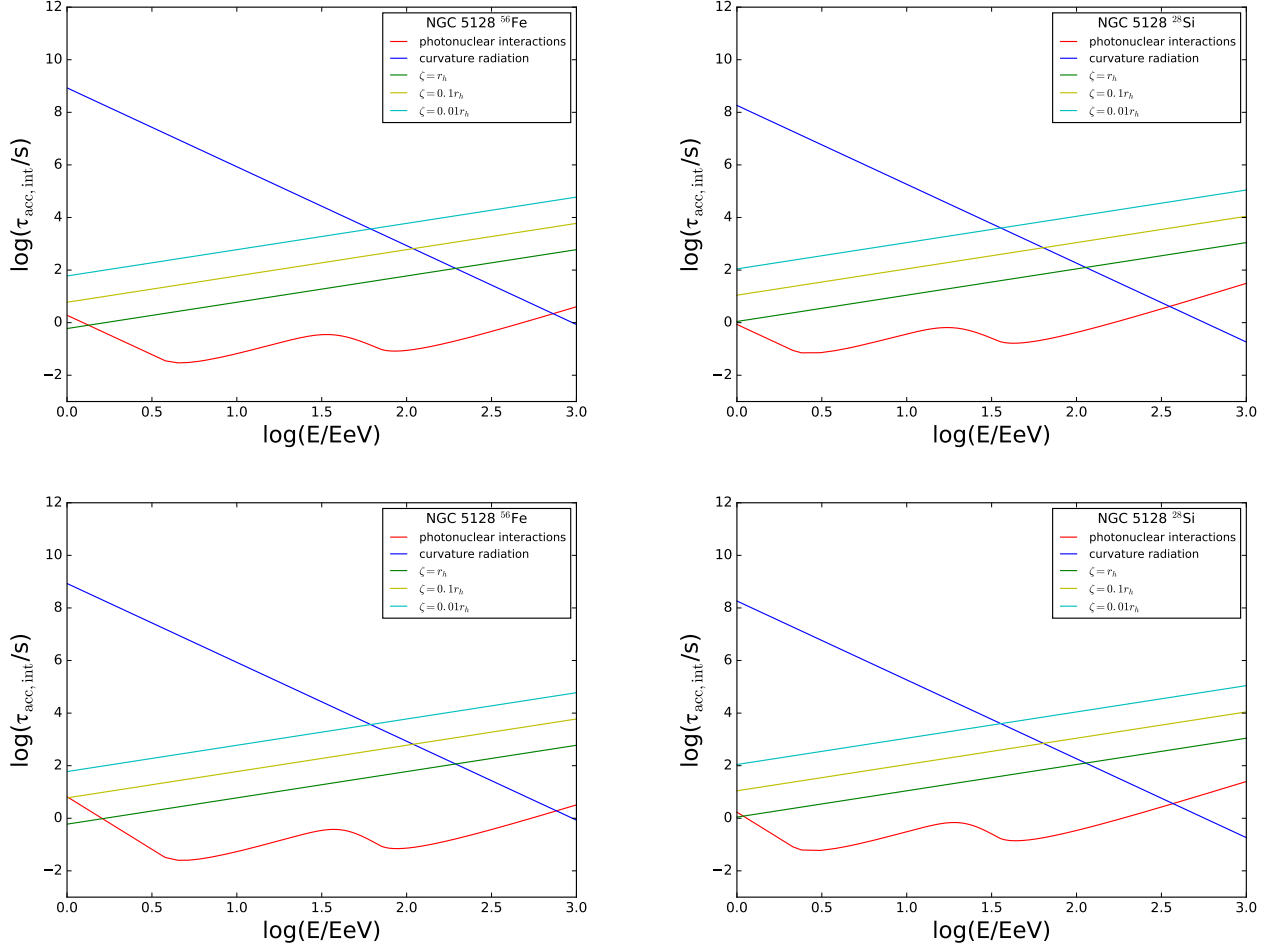 NGC 5128 ⁵⁶Fe
photonuclear interactions
curvature radiation
ζ = r_h
ζ = 0.1r_h
ζ = 0.01r_h
log(τ_acc,int/s)
12
10
8
6
4
2
0
−2
0.0 0.5 1.0 1.5 2.0 2.5 3.0
log(E/EeV)
NGC 5128 ²⁸Si
photonuclear interactions
curvature radiation
ζ = r_h
ζ = 0.1r_h
ζ = 0.01r_h
log(τ_acc,int/s)
12
10
8
6
4
2
0
−2
0.0 0.5 1.0 1.5 2.0 2.5 3.0
log(E/EeV)
NGC 5128 ⁵⁶Fe
photonuclear interactions
curvature radiation
ζ = r_h
ζ = 0.1r_h
ζ = 0.01r_h
log(τ_acc,int/s)
12
10
8
6
4
2
0
−2
0.0 0.5 1.0 1.5 2.0 2.5 3.0
log(E/EeV)
NGC 5128 ²⁸Si
photonuclear interactions
curvature radiation
ζ = r_h
ζ = 0.1r_h
ζ = 0.01r_h
log(τ_acc,int/s)
12
10
8
6
4
2
0
−2
0.0 0.5 1.0 1.5 2.0 2.5 3.0
log(E/EeV)